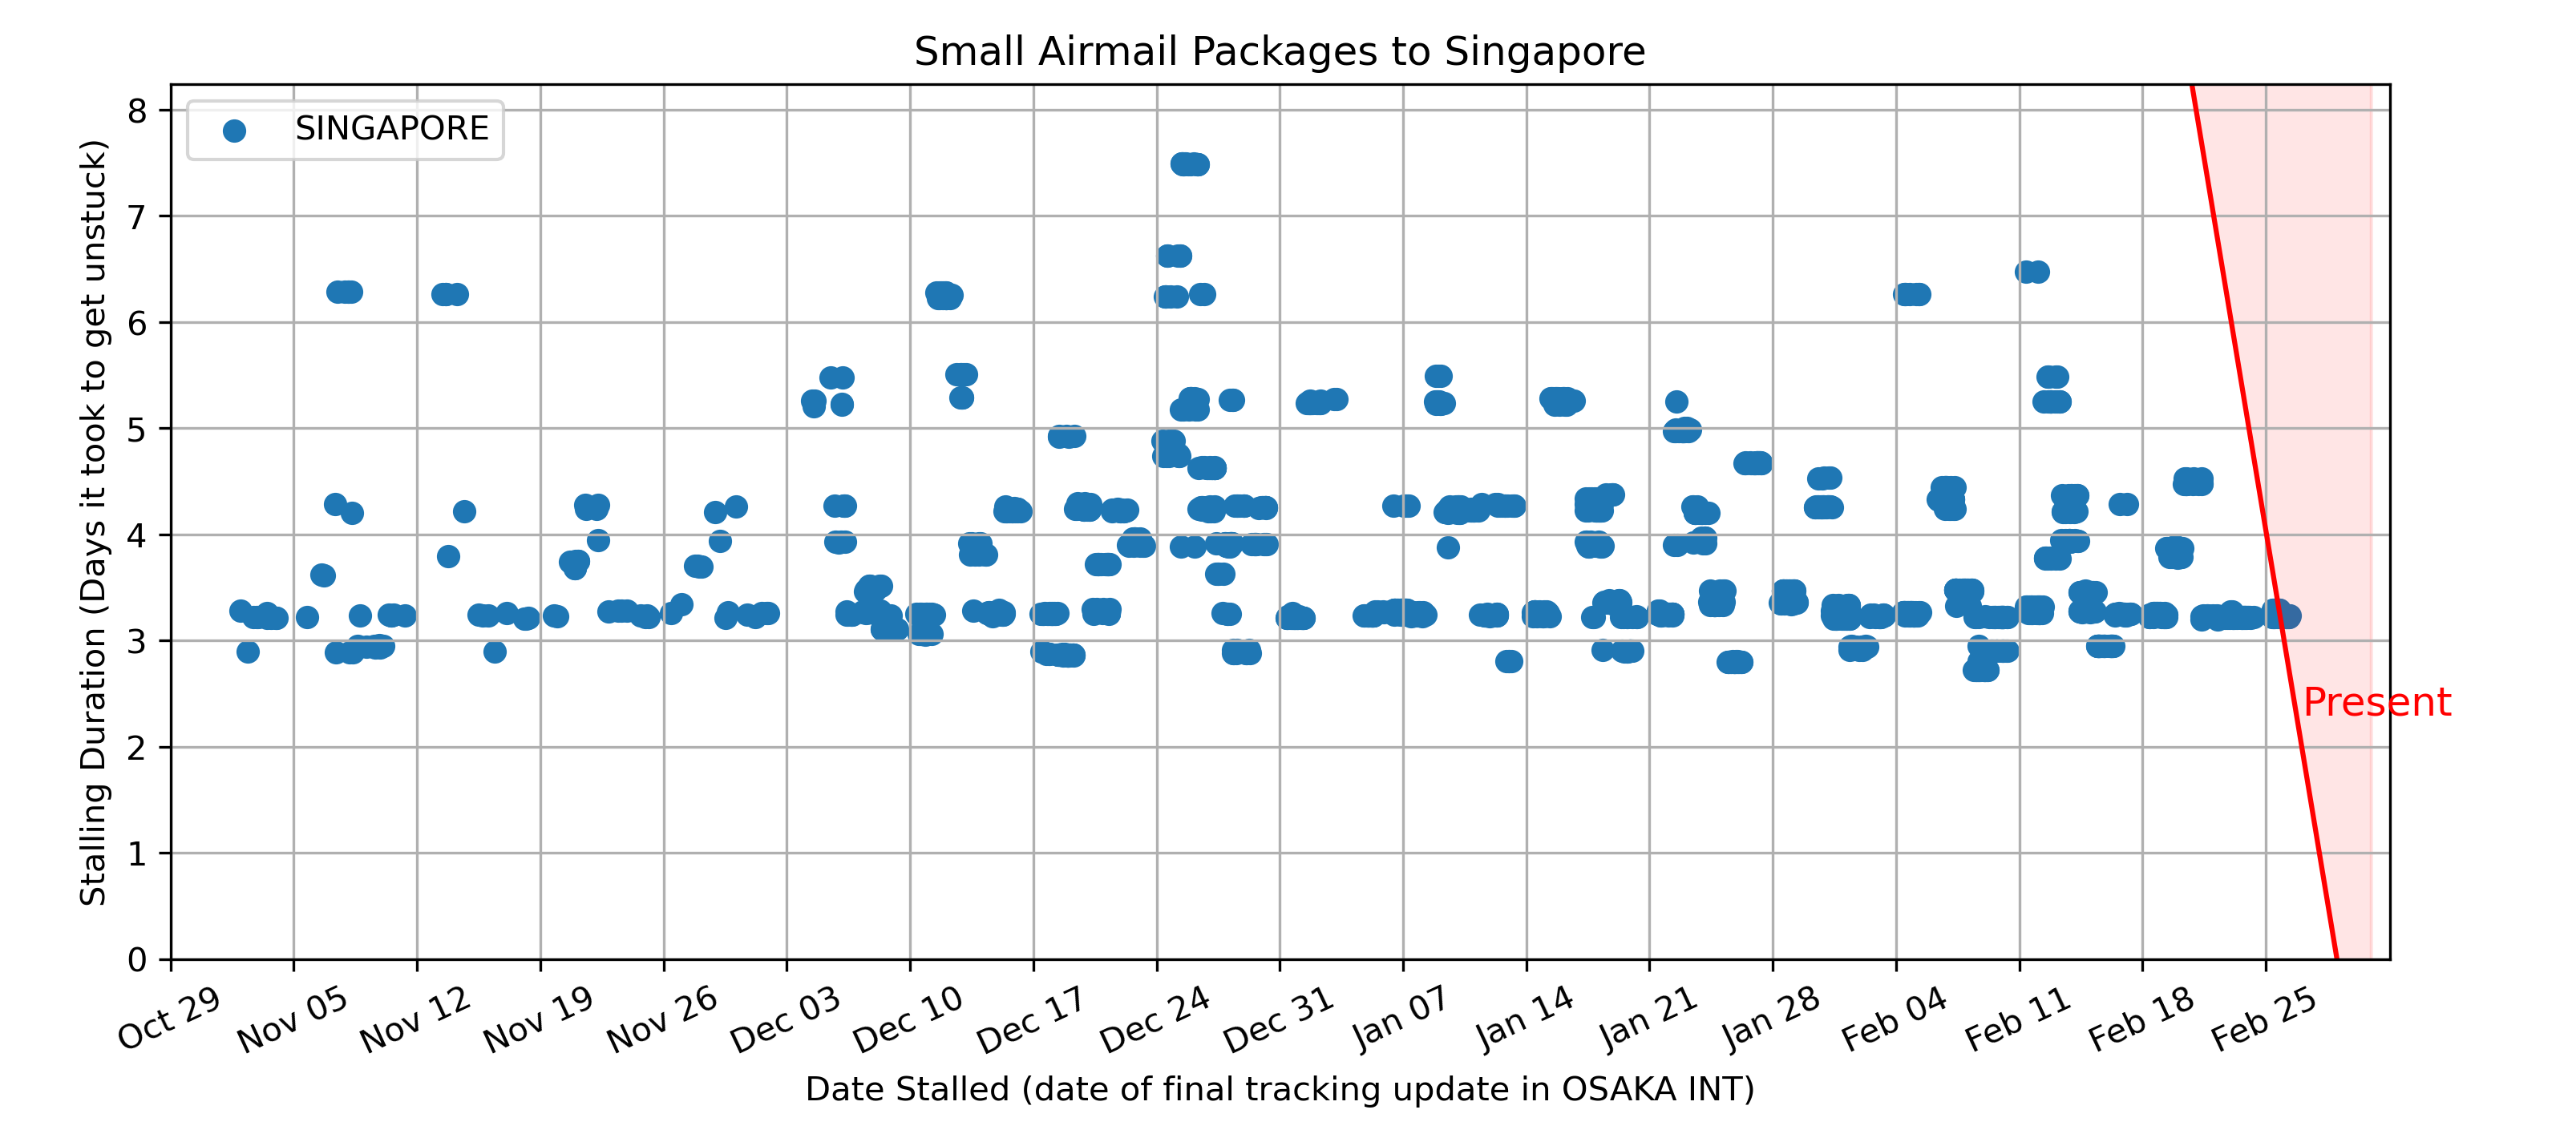 Small Airmail Packages to Singapore
SINGAPORE
Stalling Duration (Days it took to get unstuck)
8
7
6
5
4
3
2
1
0
Present
Oct 29 Nov 05 Nov 12 Nov 19 Nov 26 Dec 03 Dec 10 Dec 17 Dec 24 Dec 31 Jan 07 Jan 14 Jan 21 Jan 28 Feb 04 Feb 11 Feb 18 Feb 25
Date Stalled (date of final tracking update in OSAKA INT)